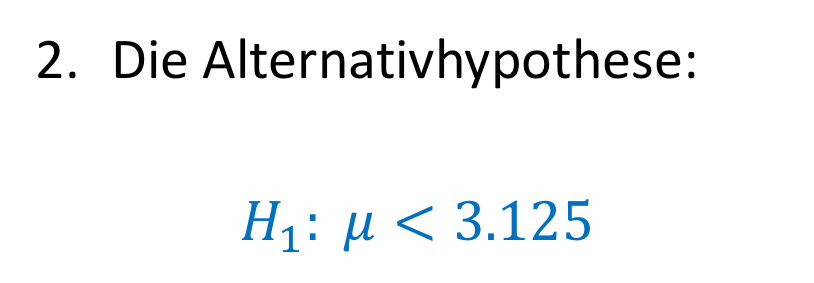 2. Die Alternativhypothese:
H₁: μ < 3.125